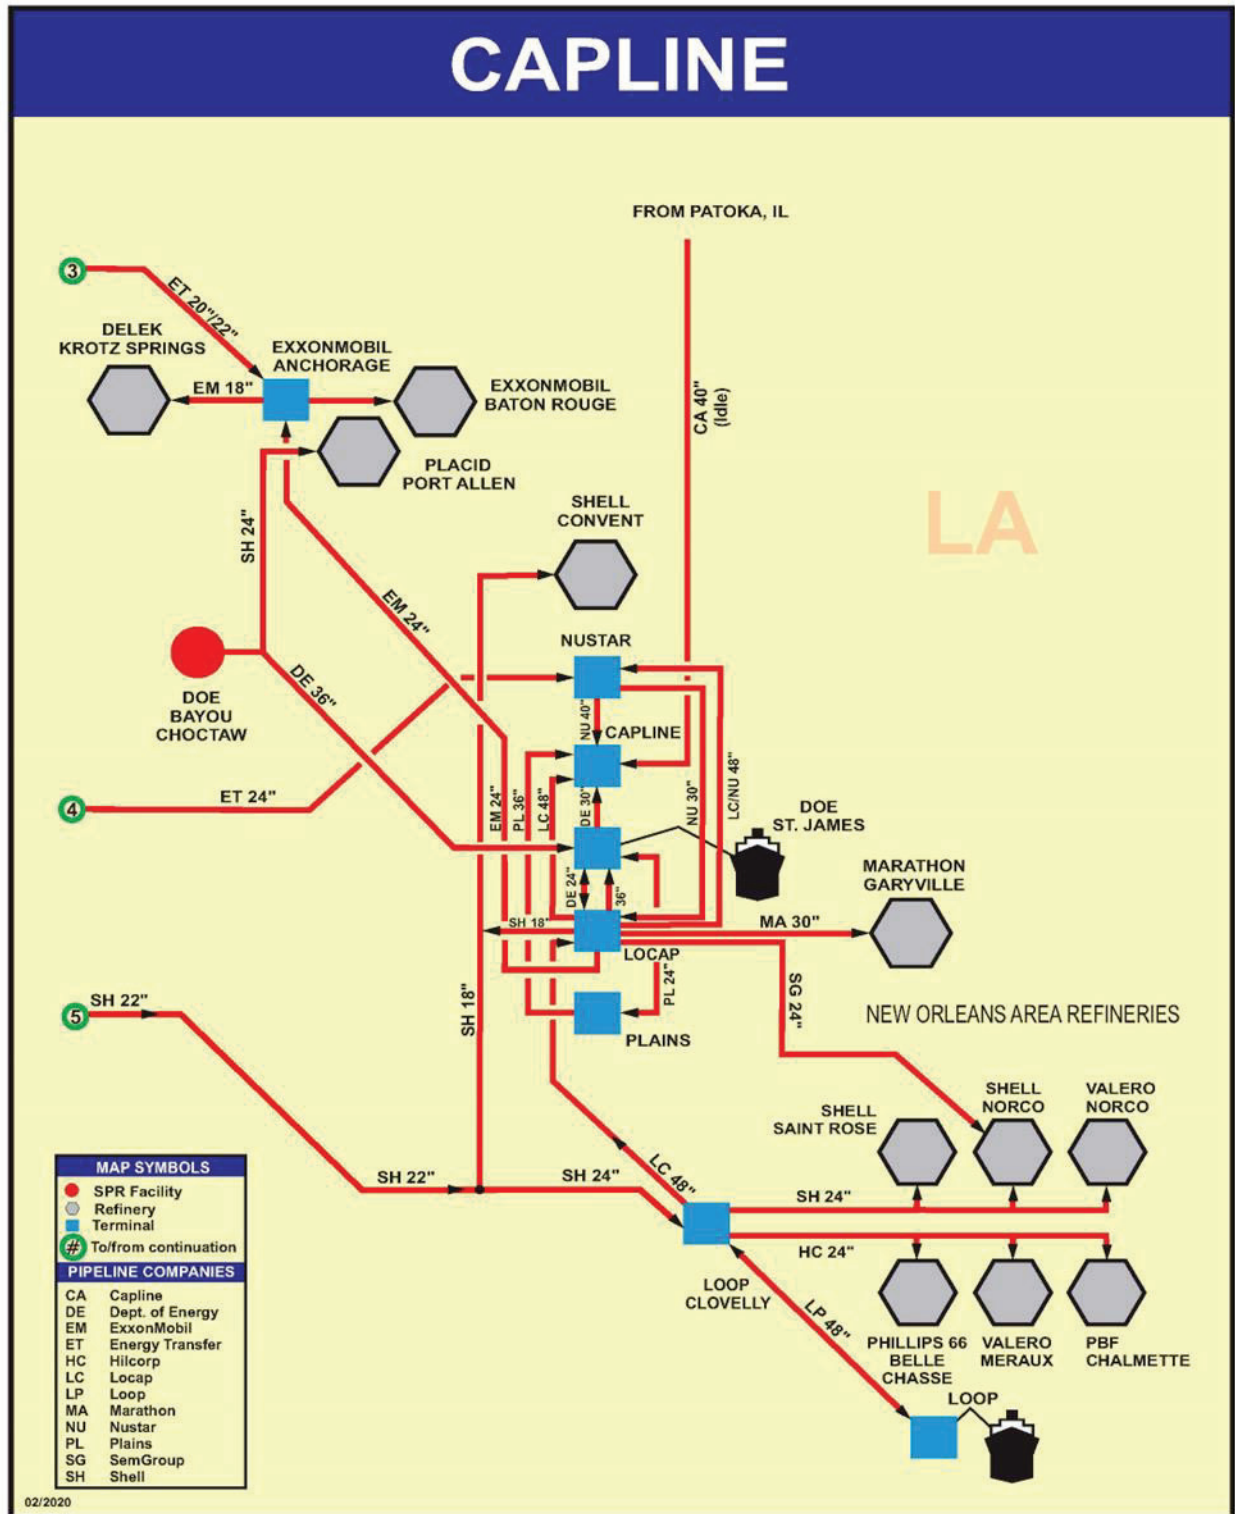 CAPLINE
FROM PATOKA, IL
3
ET 20"/22"
DELEK
KROTZ SPRINGS
EXXONMOBIL
ANCHORAGE
EM 18"
EXXONMOBIL
BATON ROUGE
CA 40"
(Idle)
PLACID
PORT ALLEN
SHELL
CONVENT
LA
SH 24"
EM 24"
NUSTAR
DE 36"
DOE
BAYOU
CHOCTAW
NU 40"
CAPLINE
LC/NU 48"
4
ET 24"
EM 24"
PL 36"
LC 48"
DE 30"
NU 30"
DOE
ST. JAMES
MARATHON
GARYVILLE
DE 24"
36"
SH 18"
MA 30"
LOCAP
PL 24"
SG 24"
5
SH 22"
SH 18"
NEW ORLEANS AREA REFINERIES
PLAINS
SHELL
SAINT ROSE
SHELL
NORCO
VALERO
NORCO
SH 22"
SH 24"
LC 48"
SH 24"
HC 24"
LOOP
CLOVELLY
LP 48"
PHILLIPS 66
BELLE
CHASSE
VALERO
MERAUX
PBF
CHALMETTE
LOOP
MAP SYMBOLS
SPR Facility
Refinery
Terminal
# To/from continuation
PIPELINE COMPANIES
CA Capline
DE Dept. of Energy
EM ExxonMobil
ET Energy Transfer
HC Hilcorp
LC Locap
LP Loop
MA Marathon
NU Nustar
PL Plains
SG SemGroup
SH Shell
02/2020